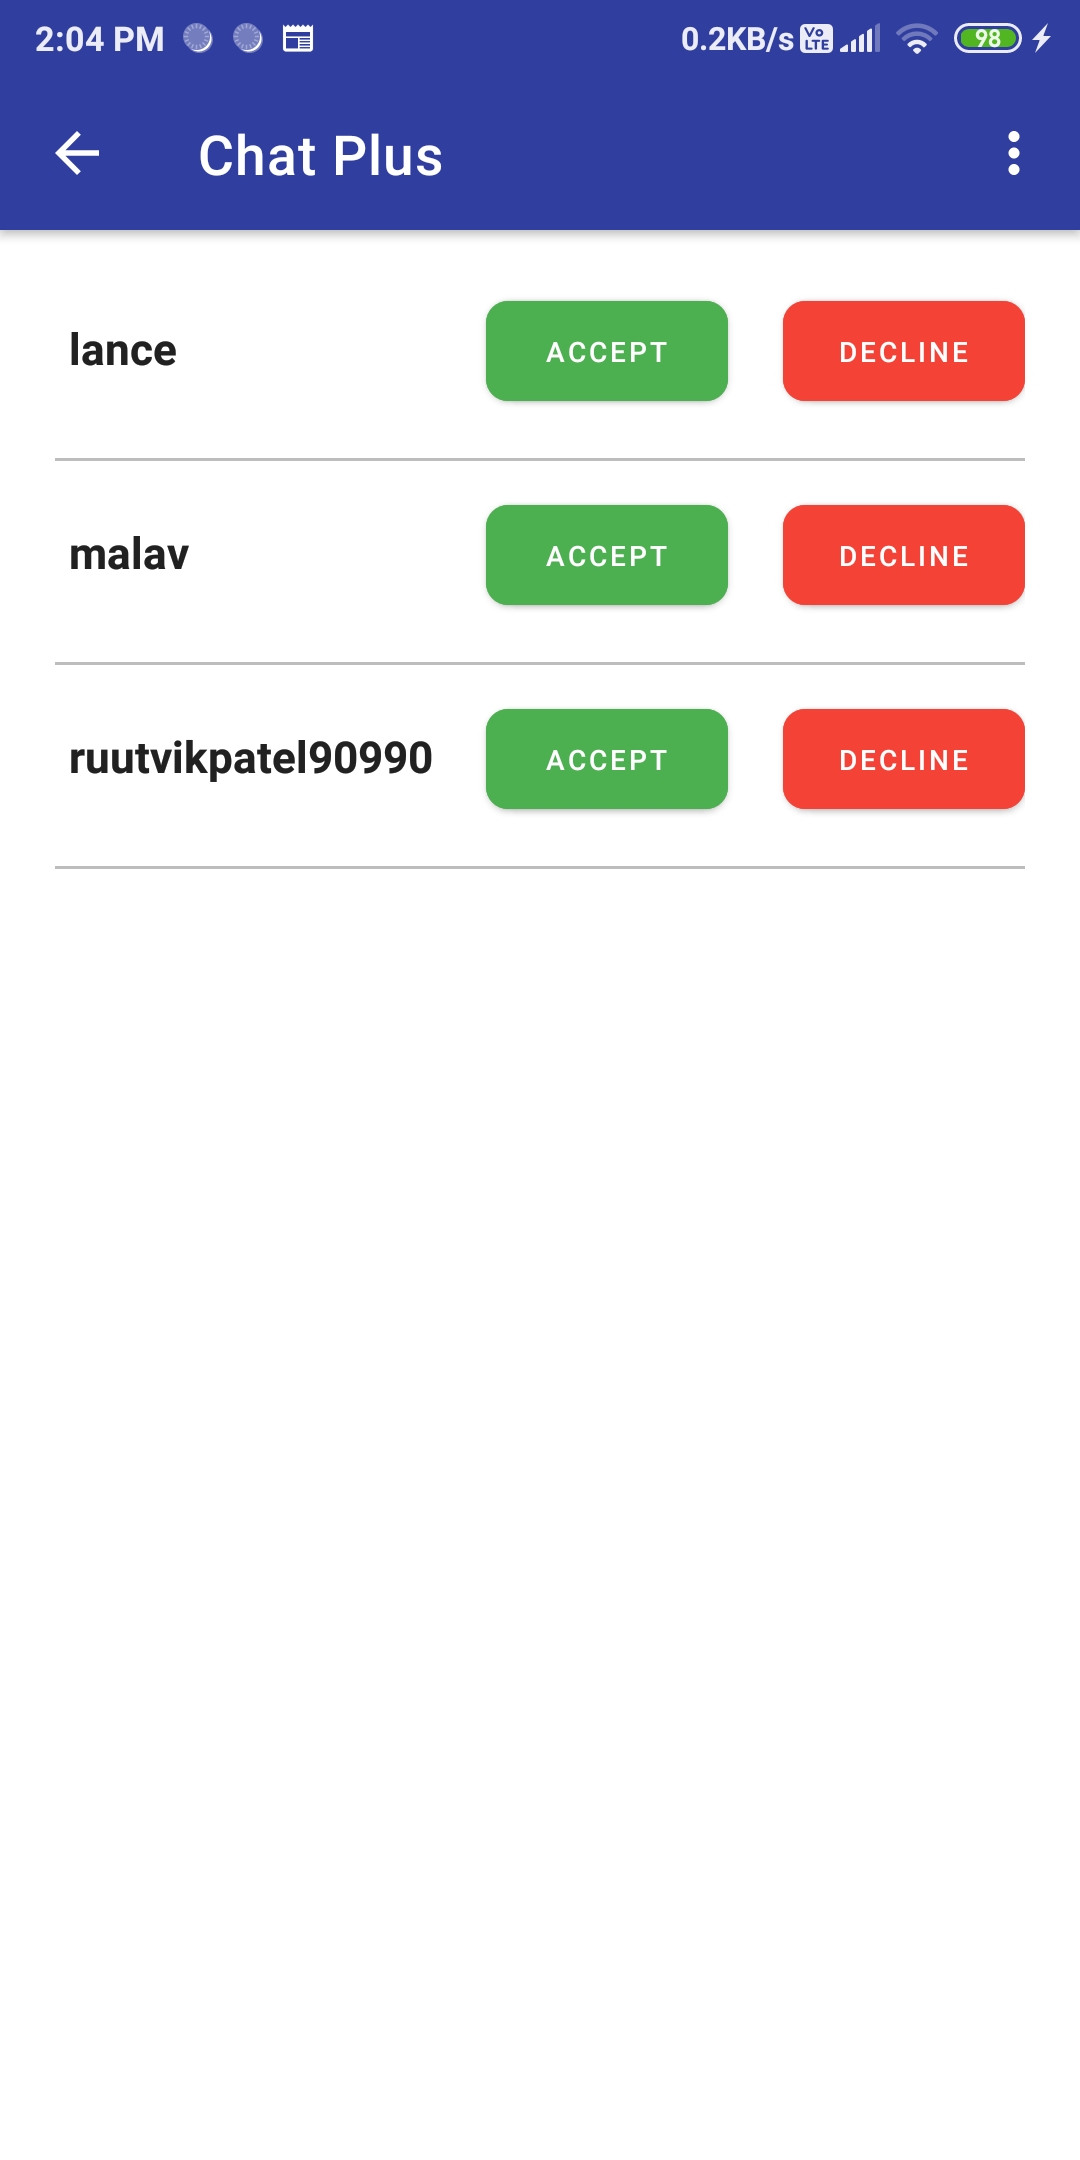 2:04 PM 0.2KB/s Vo LTE 98
Chat Plus
lance ACCEPT DECLINE
malav ACCEPT DECLINE
ruutvikpatel90990 ACCEPT DECLINE